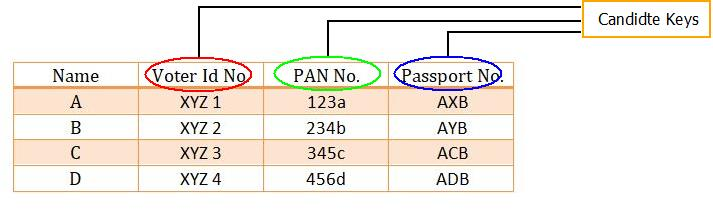 Candidte Keys
Name Voter Id No PAN No. Passport No.
A XYZ 1 123a AXB
B XYZ 2 234b AYB
C XYZ 3 345c ACB
D XYZ 4 456d ADB